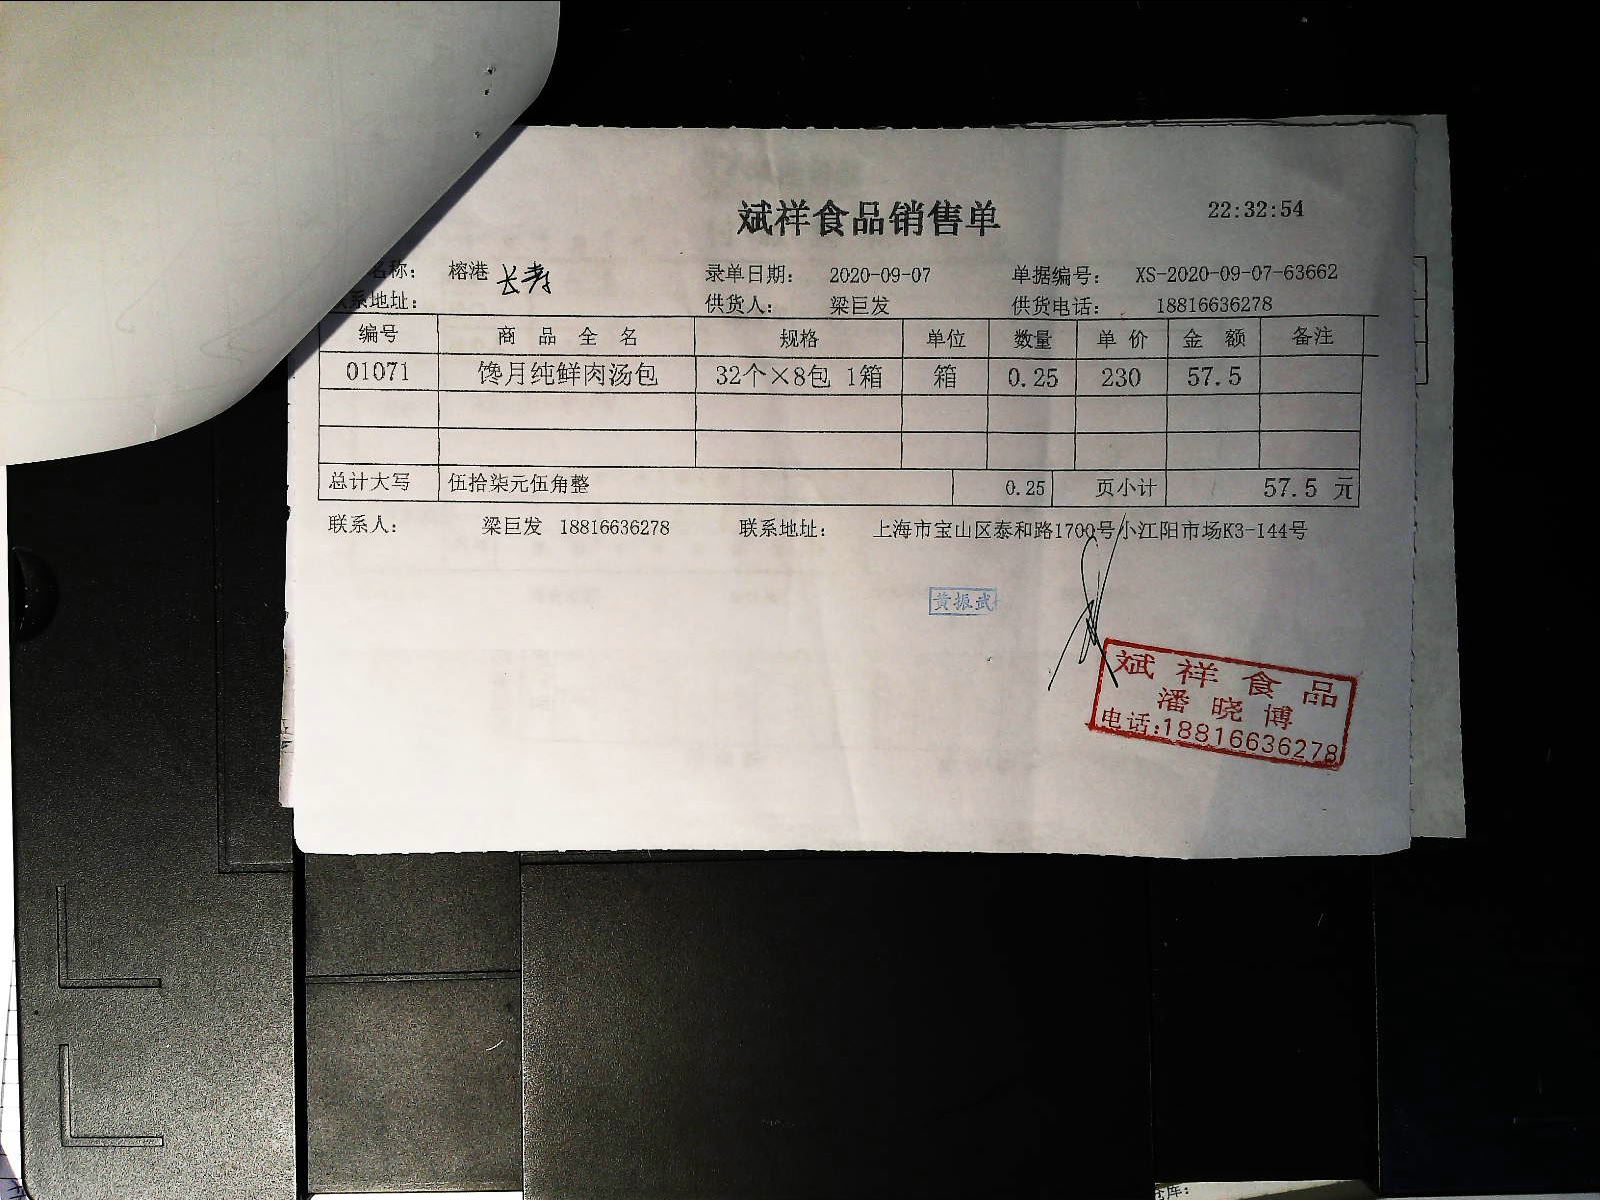 斌祥食品销售单
22:32:54
名称： 榕港 长寿 录单日期： 2020-09-07 单据编号： XS-2020-09-07-63662
联系地址： 供货人： 梁巨发 供货电话： 18816636278
编号 商品全名 规格 单位 数量 单价 金额 备注
01071 馋月纯鲜肉汤包 32个×8包 1箱 箱 0.25 230 57.5
总计大写 伍拾柒元伍角整 0.25 页小计 57.5 元
联系人： 梁巨发 18816636278 联系地址： 上海市宝山区泰和路1700号小江阳市场K3-144号
黄振武
斌祥食品
潘晓博
电话:18816636278
仓库: